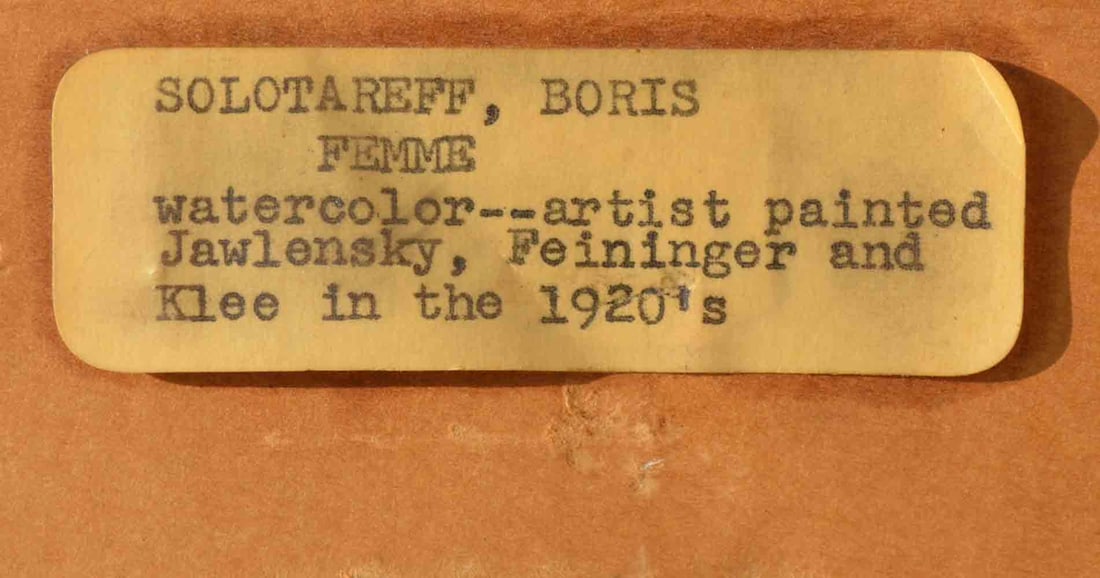 SOLOTAREFF, BORIS
FEMME
watercolor--artist painted
Jawlensky, Feininger and
Klee in the 1920's